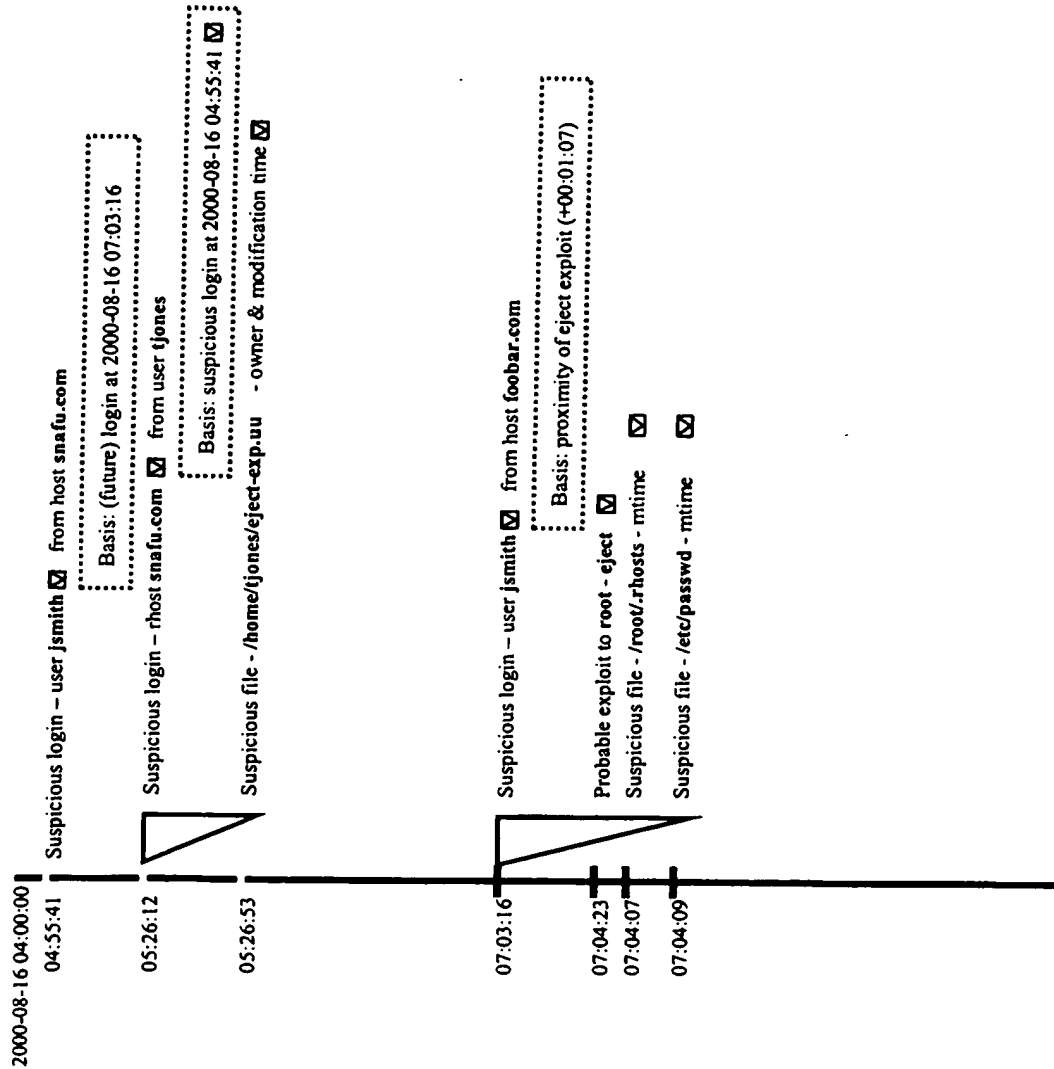 2000-08-16 04:00:00
04:55:41 Suspicious login – user jsmith ☑ from host snafu.com
Basis: ((future) login at 2000-08-16 07:03:16
05:26:12 Suspicious login – rhost snafu.com ☑ from user tjones
Basis: suspicious login at 2000-08-16 04:55:41 ☑
05:26:53 Suspicious file - /home/tjones/eject-exp.uu - owner & modification time ☑
07:03:16 Suspicious login – user jsmith ☑ from host foobar.com
Basis: proximity of eject exploit (+00:01:07)
07:04:23 Probable exploit to root - eject ☑
07:04:07 Suspicious file - /root/.rhosts - mtime ☑
07:04:09 Suspicious file - /etc/passwd - mtime ☑